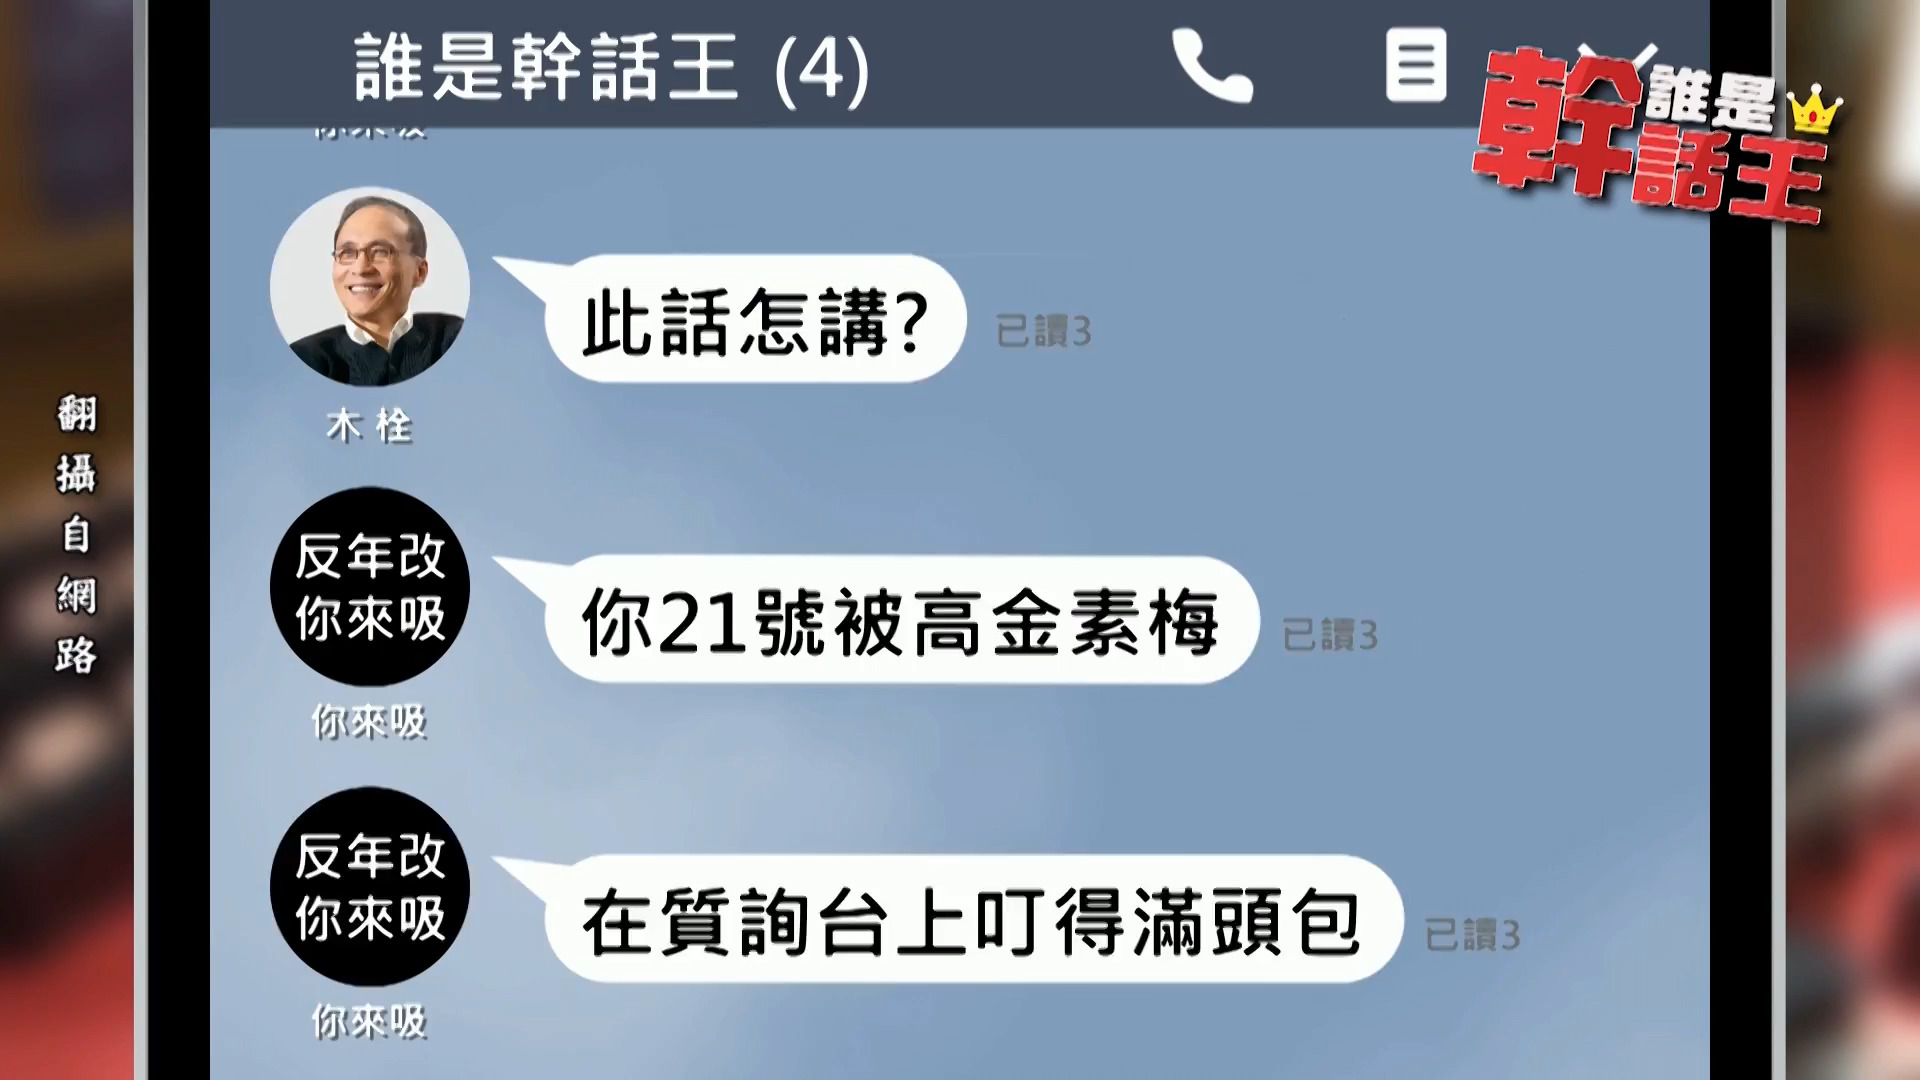 誰是幹話王 (4)
誰是
幹話王
你來吸
此話怎講?
已讀3
木栓
翻攝自網路
反年改
你來吸
你21號被高金素梅
已讀3
你來吸
反年改
你來吸
在質詢台上叮得滿頭包
已讀3
你來吸